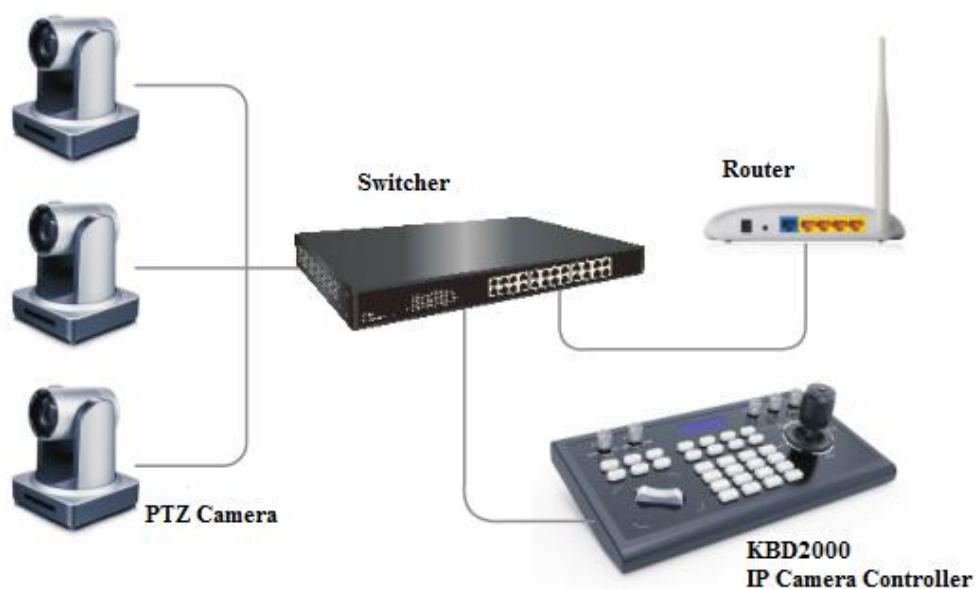 Switcher
Router
PTZ Camera
KBD2000
IP Camera Controller